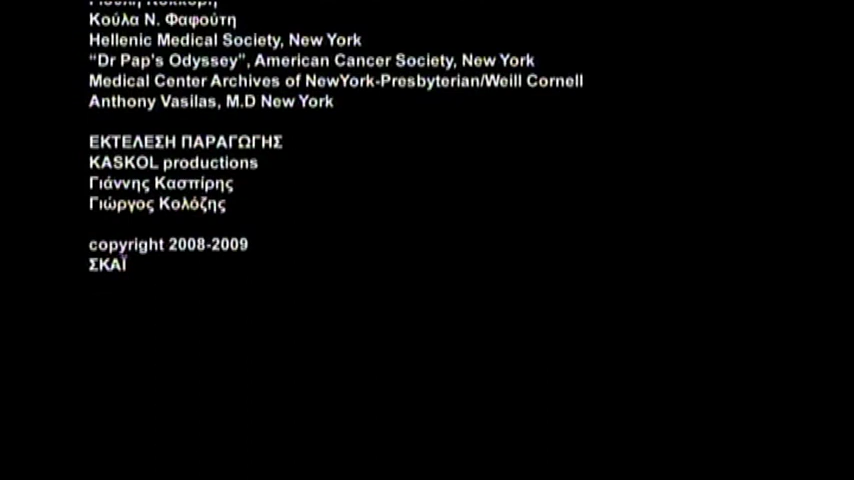 Κούλα Ν. Φαφούτη
Hellenic Medical Society, New York
“Dr Pap's Odyssey”, American Cancer Society, New York
Medical Center Archives of NewYork-Presbyterian/Weill Cornell
Anthony Vasilas, M.D New York
ΕΚΤΕΛΕΣΗ ΠΑΡΑΓΩΓΗΣ
KASKOL productions
Γιάννης Κασπίρης
Γιώργος Κολόζης
copyright 2008-2009
ΣΚΑΪ